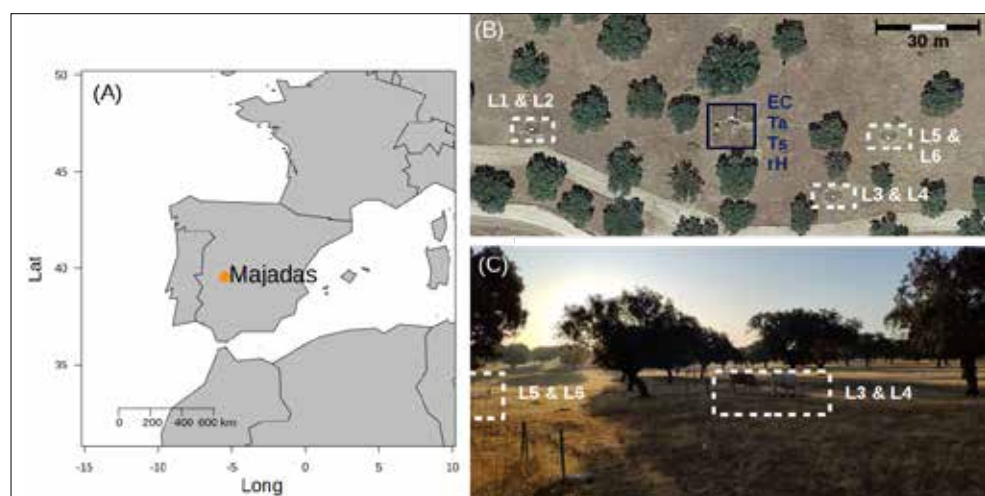 (A)
50
45
40
35
Lat
Majadas
0 200 400 600 km
-15 -10 -5 0 5 10
Long
(B)
30 m
L1 & L2
EC
Ta
Ts
rH
L5 &
L6
L3 & L4
(C)
L5 & L6
L3 & L4